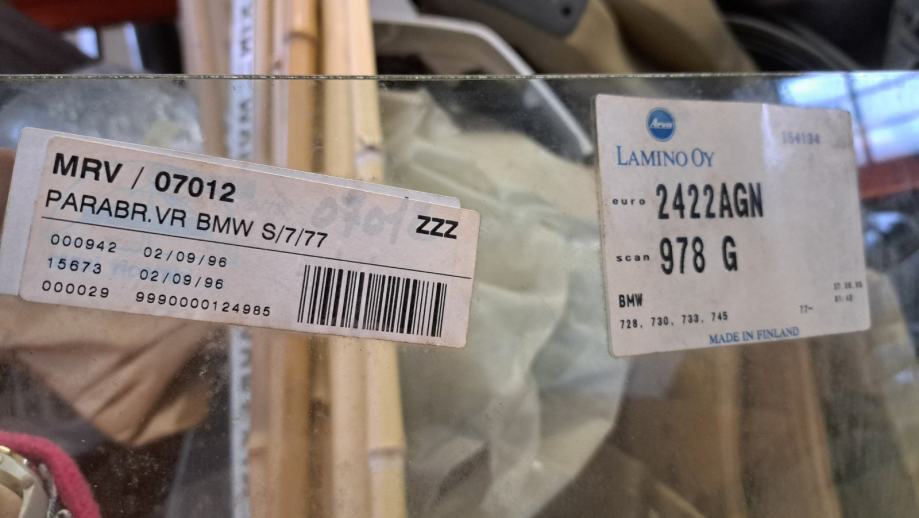 MRV / 07012
PARABR.VR BMW S/7/77
ZZZ
000942 02/09/96
15673 02/09/96
000029 9990000124985
LAMINO OY
euro 2422AGN
scan 978 G
BMW
728, 730, 733, 745
77-
MADE IN FINLAND